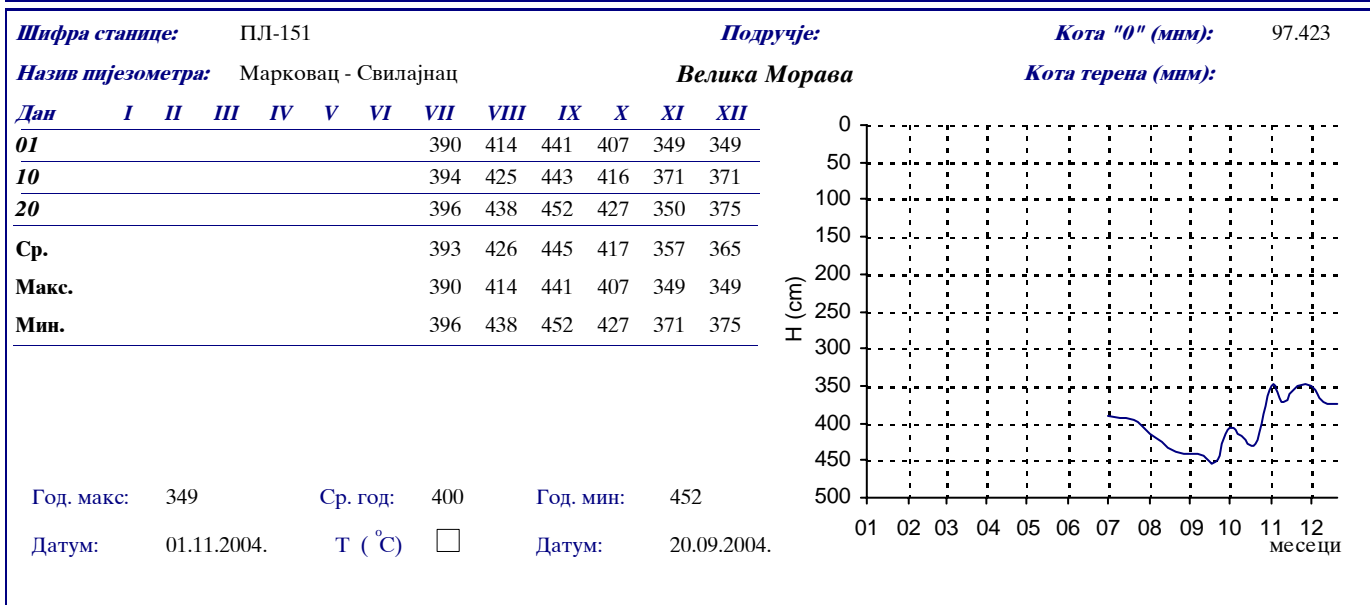 Шифра станице: ПЛ-151 Подручје: Кота "0" (мнм): 97.423
Назив пијезометра: Марковац - Свилајнац Велика Морава Кота терена (мнм):
Дан I II III IV V VI VII VIII IX X XI XII
01 390 414 441 407 349 349
10 394 425 443 416 371 371
20 396 438 452 427 350 375
Ср. 393 426 445 417 357 365
Макс. 390 414 441 407 349 349
Мин. 396 438 452 427 371 375
0
50
100
150
200
250
300
350
400
450
500
H (cm)
01 02 03 04 05 06 07 08 09 10 11 12
месеци
Год. макс: 349 Ср. год: 400 Год. мин: 452
Датум: 01.11.2004. Т ( °С) Датум: 20.09.2004.